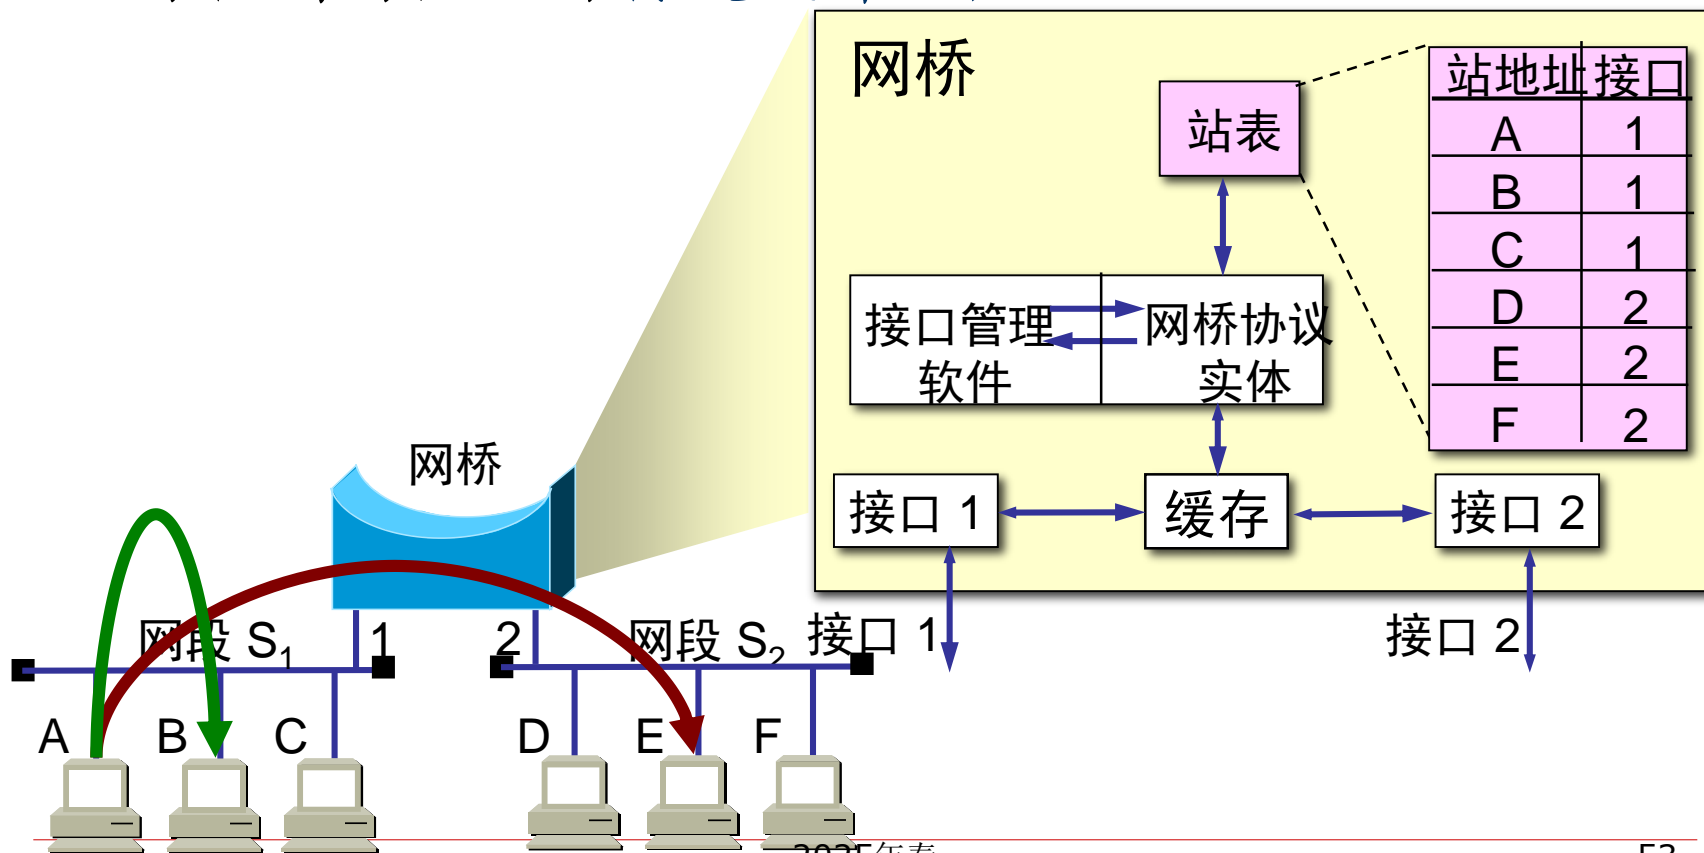 网桥
站表
站地址 接口
A 1
B 1
C 1
D 2
E 2
F 2
接口管理 网桥协议
软件 实体
接口 1 缓存 接口 2
接口 1 接口 2
网桥
网段 S1 1 2 网段 S2
A B C D E F
53